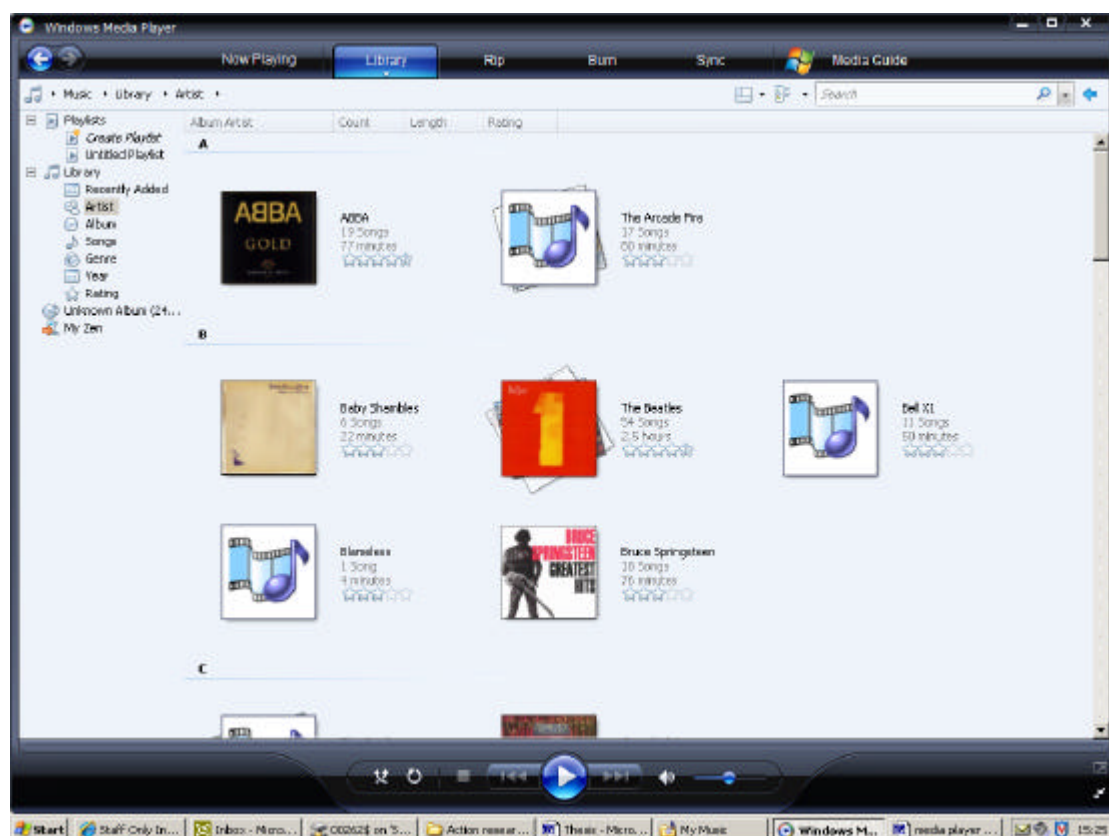 Windows Media Player
Now Playing Library Rip Burn Sync Media Guide
Music Library Artist Search
Playlists
Create Playlist
Untitled Playlist
Library
Recently Added
Artist
Album
Songs
Genre
Year
Rating
Unknown Album (24...
My Zen
Album Artist Count Length Rating
A
ABBA
GOLD
ABBA
19 Songs
77 minutes
The Arcade Fire
17 Songs
60 minutes
B
Baby Shambles
6 Songs
22 minutes
1
The Beatles
54 Songs
2.5 hours
Bell X1
11 Songs
50 minutes
Blameless
1 Song
4 minutes
BRUCE
SPRINGSTEEN
GREATEST
HITS
Bruce Springsteen
18 Songs
76 minutes
C
Start Staff Only In... Inbox - Micro... on 'S... Action resear... Thesis - Micro... My Music Windows M... media player ... 15:26